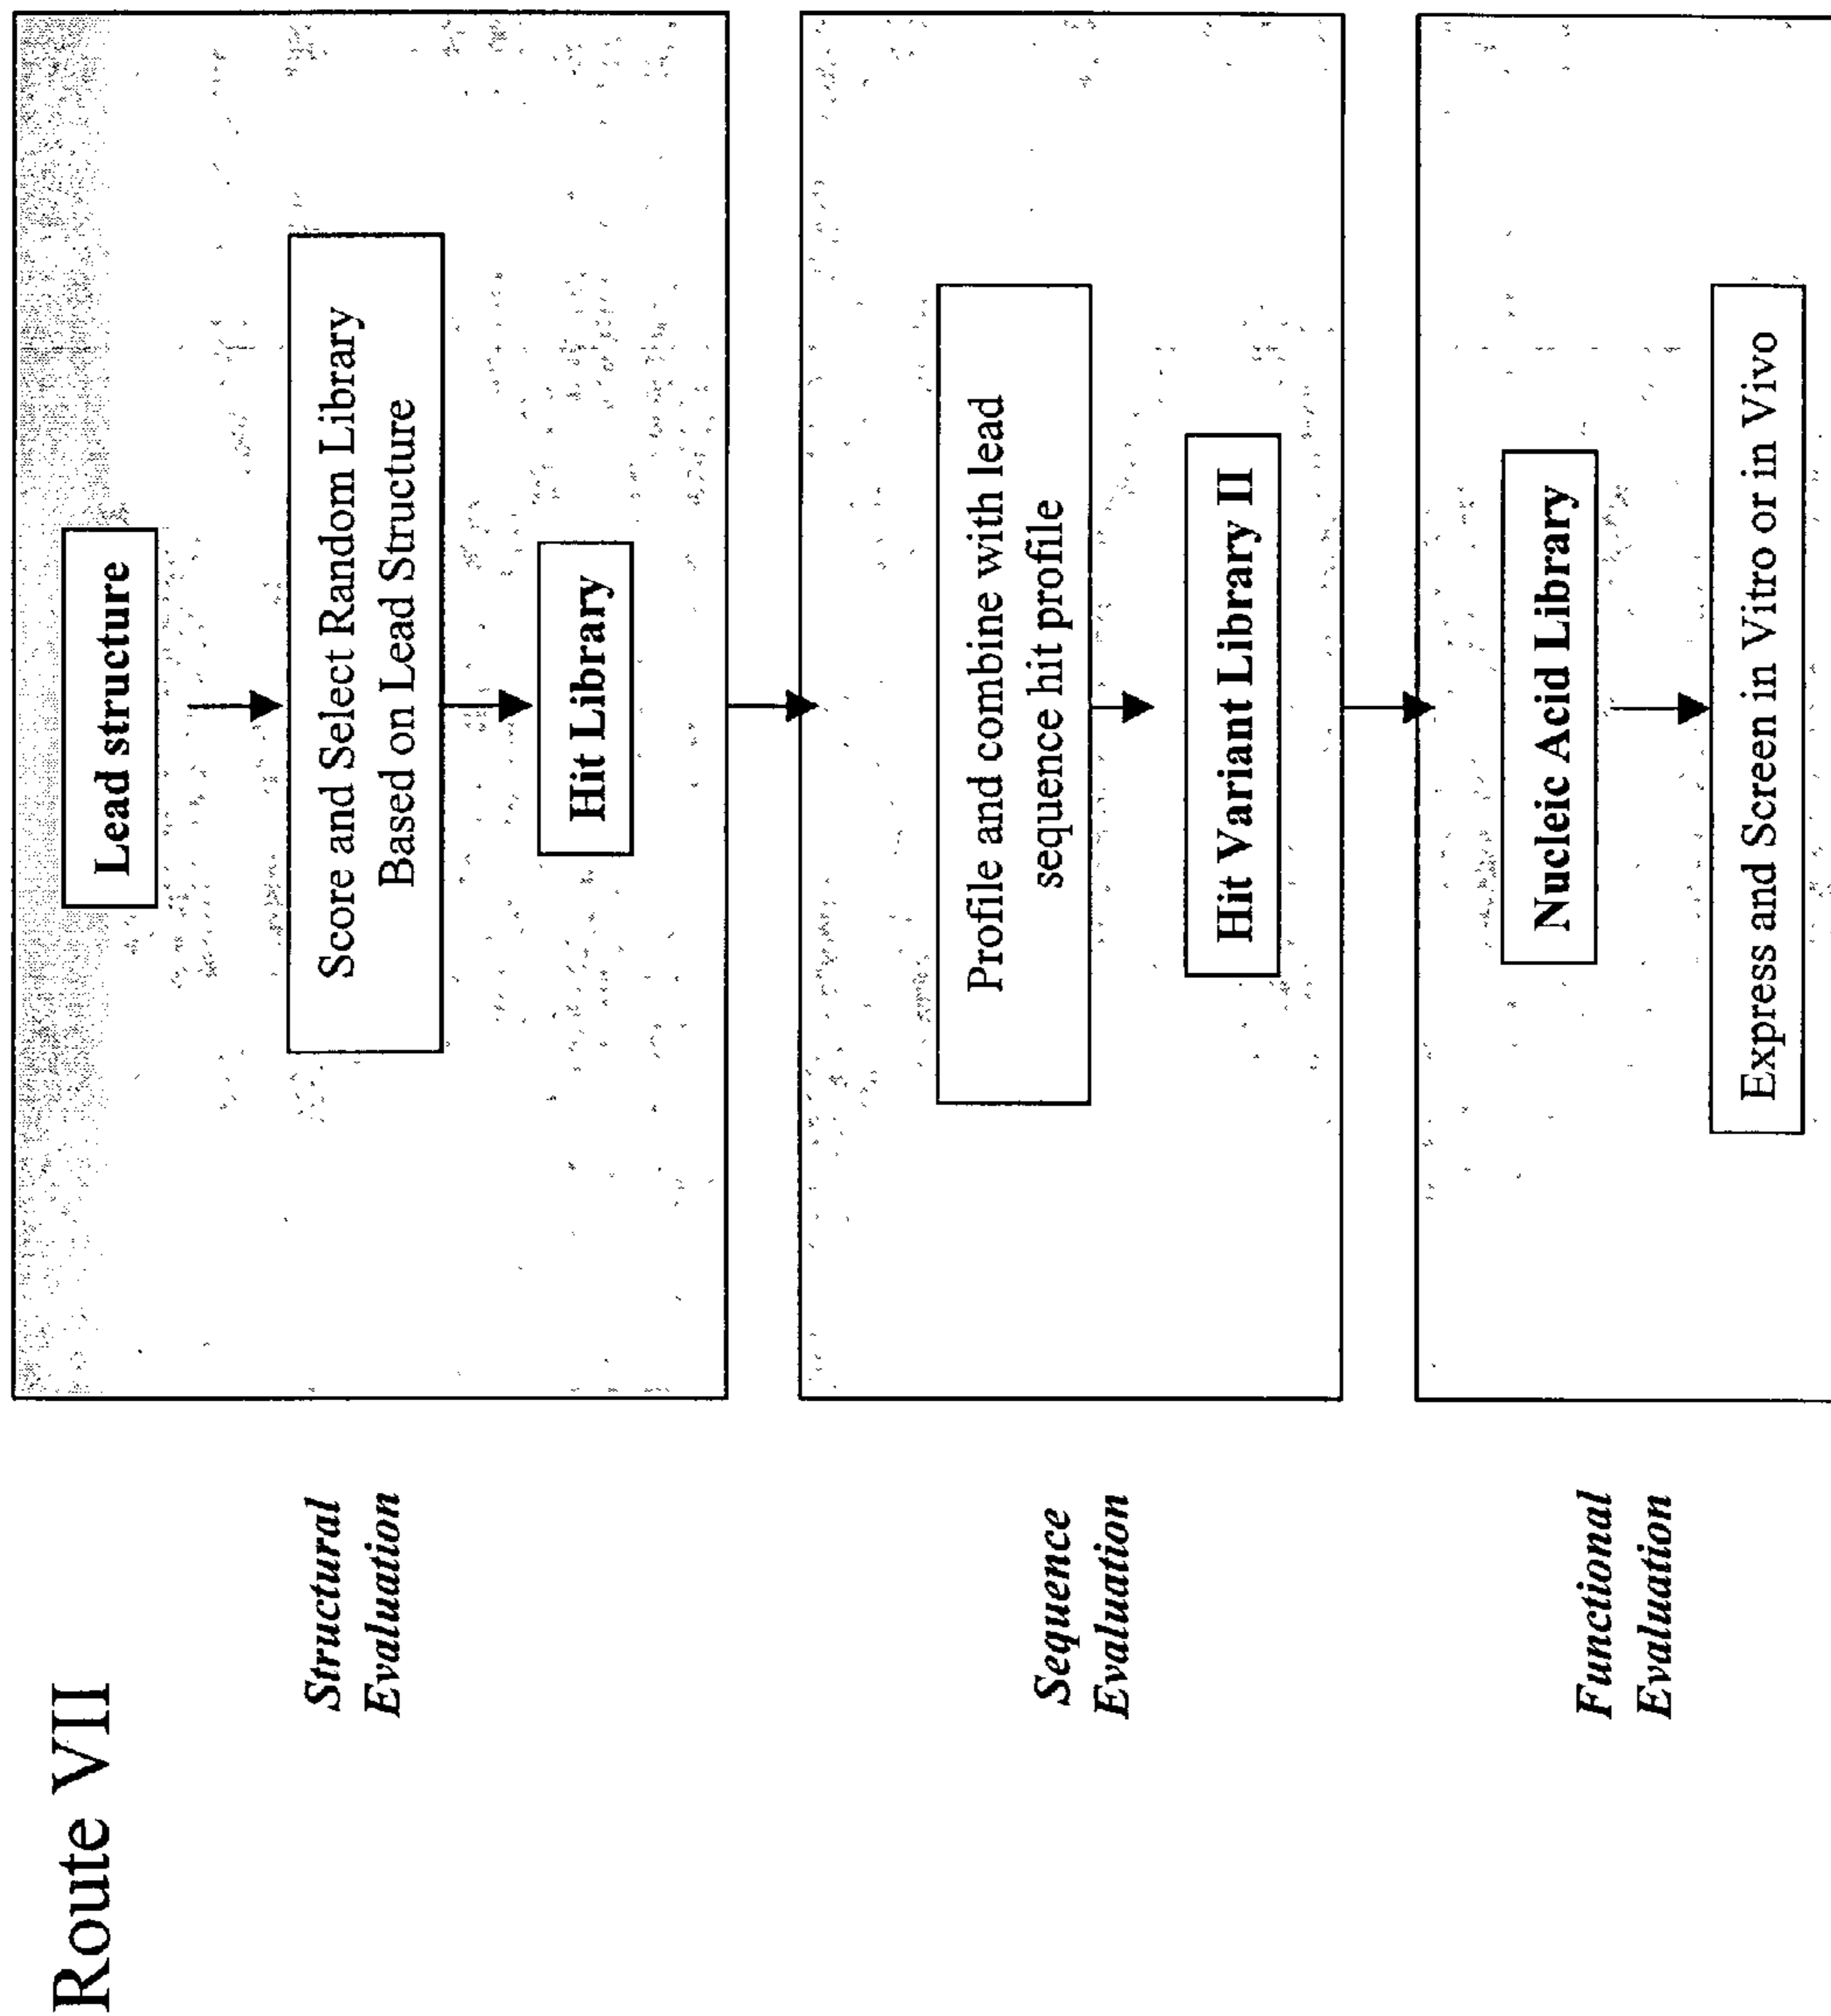 Route VII
Structural
Evaluation
Lead structure
Score and Select Random Library
Based on Lead Structure
Hit Library
Sequence
Evaluation
Profile and combine with lead
sequence hit profile
Hit Variant Library II
Functional
Evaluation
Nucleic Acid Library
Express and Screen in Vitro or in Vivo